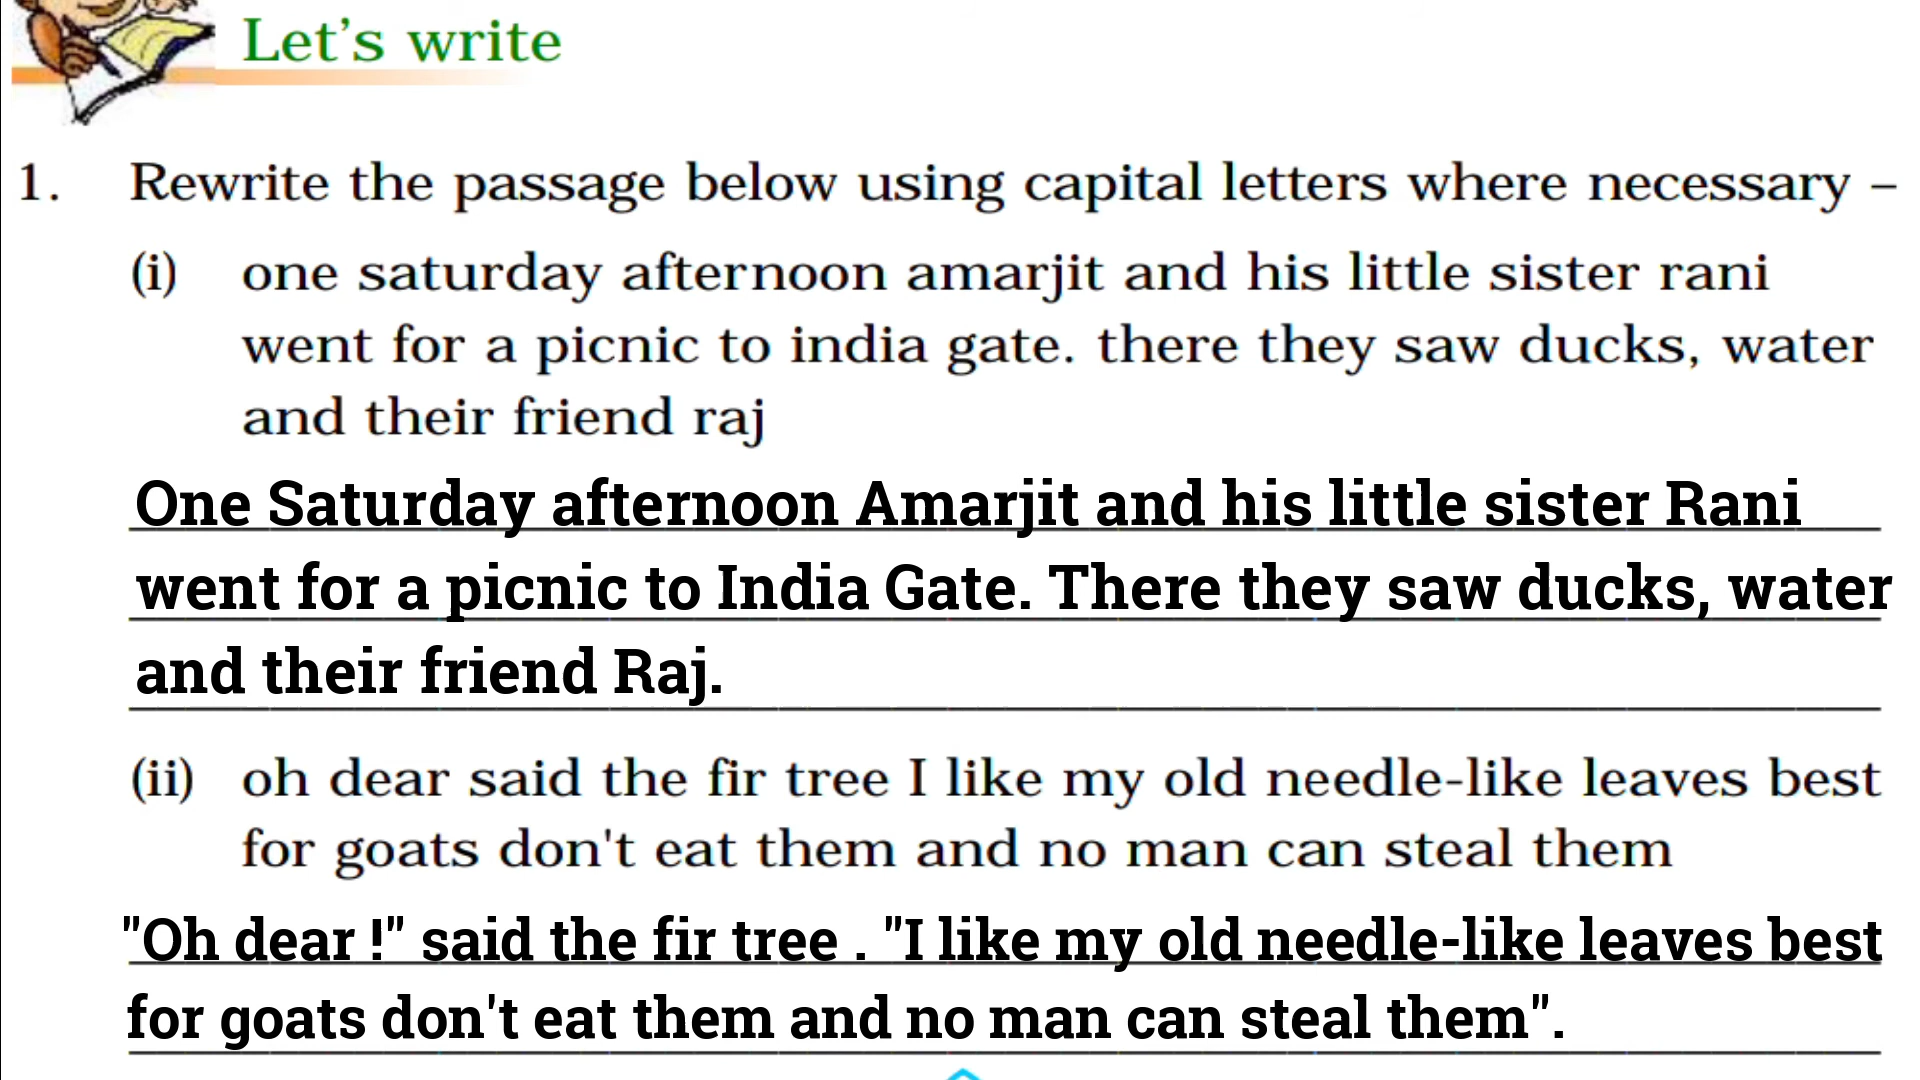 Let's write
1. Rewrite the passage below using capital letters where necessary –
(i) one saturday afternoon amarjit and his little sister rani
went for a picnic to india gate. there they saw ducks, water
and their friend raj
One Saturday afternoon Amarjit and his little sister Rani
went for a picnic to India Gate. There they saw ducks, water
and their friend Raj.
(ii) oh dear said the fir tree I like my old needle-like leaves best
for goats don't eat them and no man can steal them
"Oh dear !" said the fir tree . "I like my old needle-like leaves best
for goats don't eat them and no man can steal them".